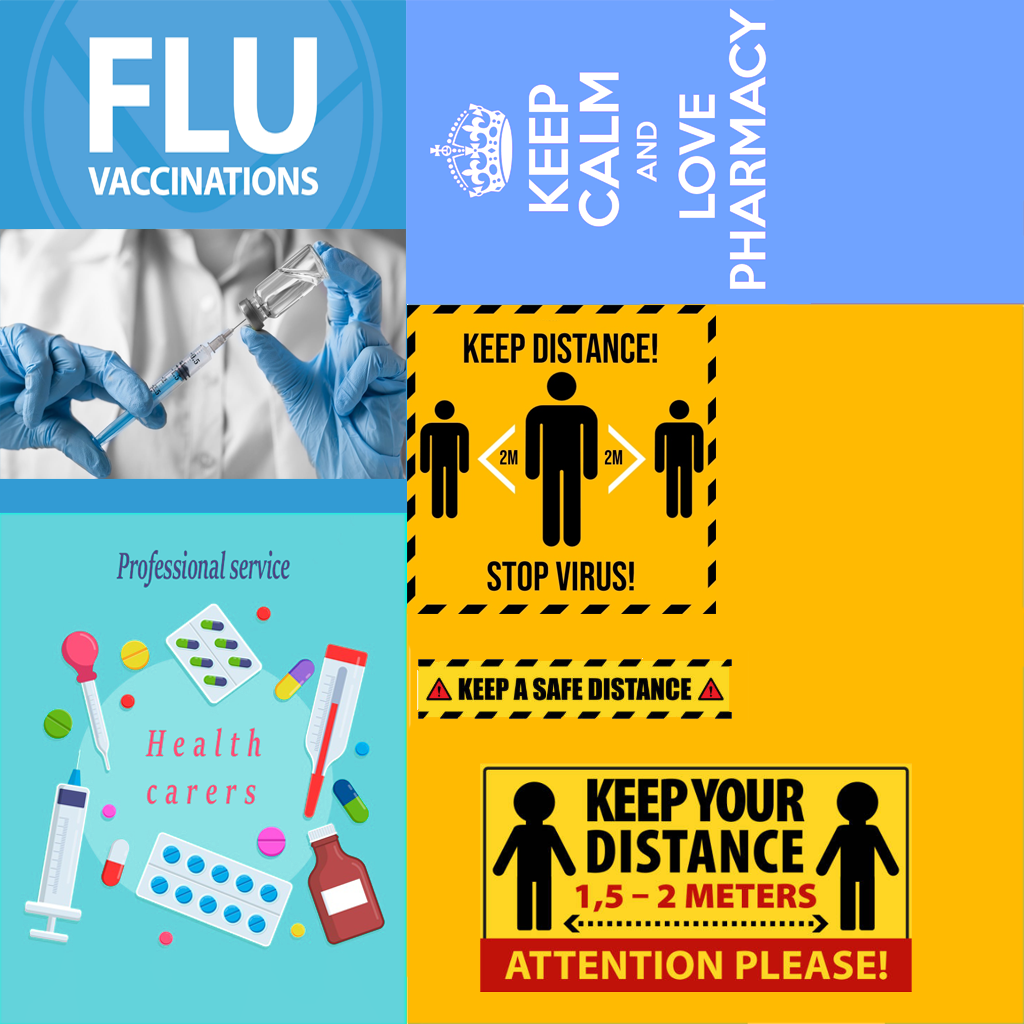 FLU
VACCINATIONS
KEEP
CALM
AND
LOVE
PHARMACY
KEEP DISTANCE!
2M
2M
STOP VIRUS!
Professional service
Health
carers
KEEP A SAFE DISTANCE
KEEP YOUR
DISTANCE
1,5 – 2 METERS
ATTENTION PLEASE!